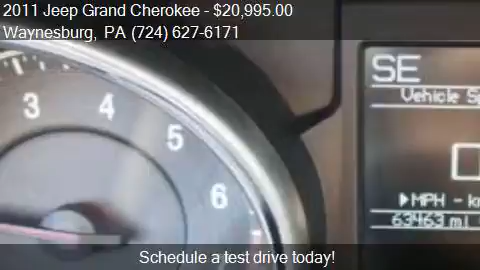 2011 Jeep Grand Cherokee - $20,995.00
Waynesburg, PA (724) 627-6171
SE
Vehicle
3
4
5
6
0
MPH -
63463 mi
Schedule a test drive today!